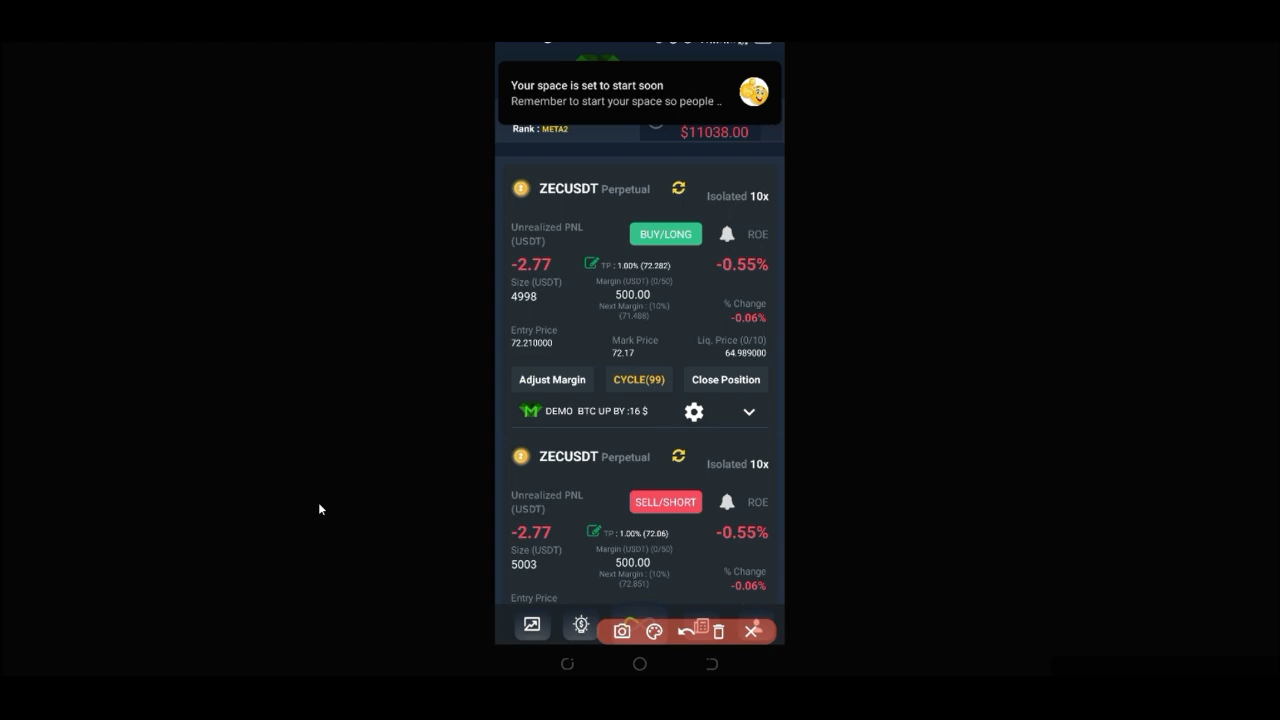 Your space is set to start soon
Remember to start your space so people ..
Rank : META2
$11038.00
ZECUSDT Perpetual
Isolated 10x
Unrealized PNL
(USDT)
BUY/LONG
ROE
-2.77
TP : 1.00% (72.282)
-0.55%
Size (USDT)
Margin (USDT) (0/50)
4998
500.00
Next Margin : (10%)
(71.488)
% Change
-0.06%
Entry Price
72.210000
Mark Price
72.17
Liq. Price (0/10)
64.989000
Adjust Margin
CYCLE(99)
Close Position
DEMO BTC UP BY :16 $
ZECUSDT Perpetual
Isolated 10x
Unrealized PNL
(USDT)
SELL/SHORT
ROE
-2.77
TP : 1.00% (72.06)
-0.55%
Size (USDT)
Margin (USDT) (0/50)
5003
500.00
Next Margin : (10%)
(72.851)
% Change
-0.06%
Entry Price